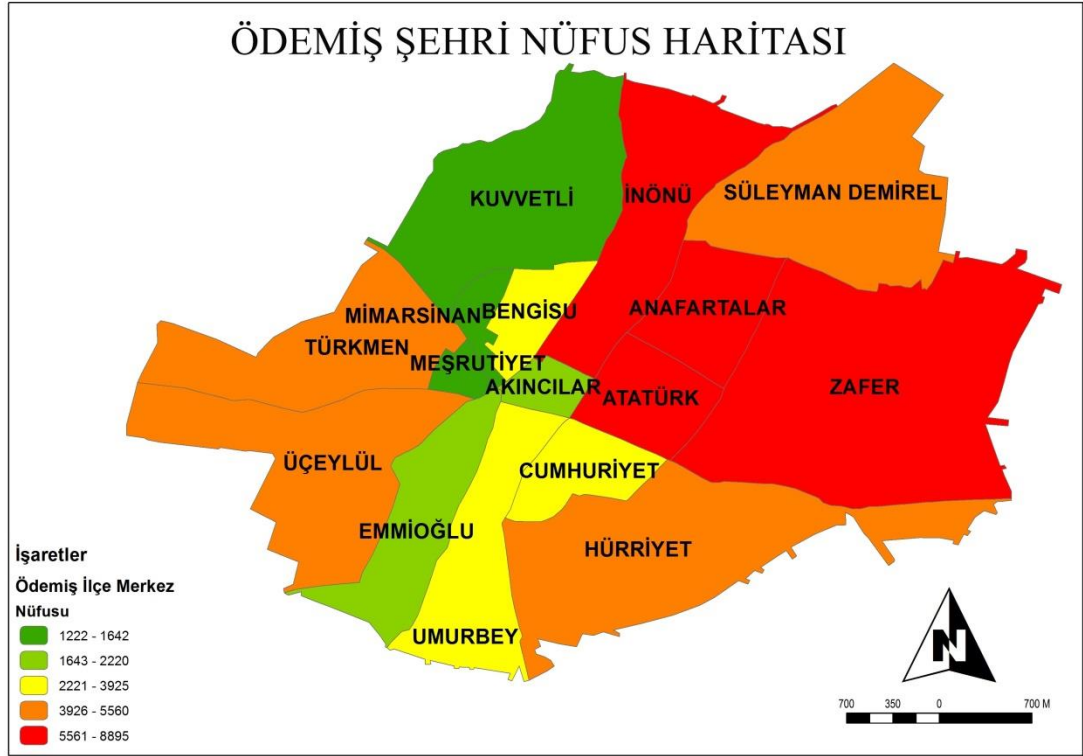 ÖDEMİŞ ŞEHRİ NÜFUS HARİTASI
KUVVETLİ
İNÖNÜ
SÜLEYMAN DEMİREL
MİMARSİNAN
BENGİSU
ANAFARTALAR
TÜRKMEN
MEŞRUTİYET
AKINCILAR
ATATÜRK
ZAFER
ÜÇEYLÜL
CUMHURİYET
EMMİOĞLU
HÜRRİYET
UMURBEY
İşaretler
Ödemiş İlçe Merkez
Nüfusu
1222 - 1642
1643 - 2220
2221 - 3925
3926 - 5560
5561 - 8895
N
700 350 0 700 M